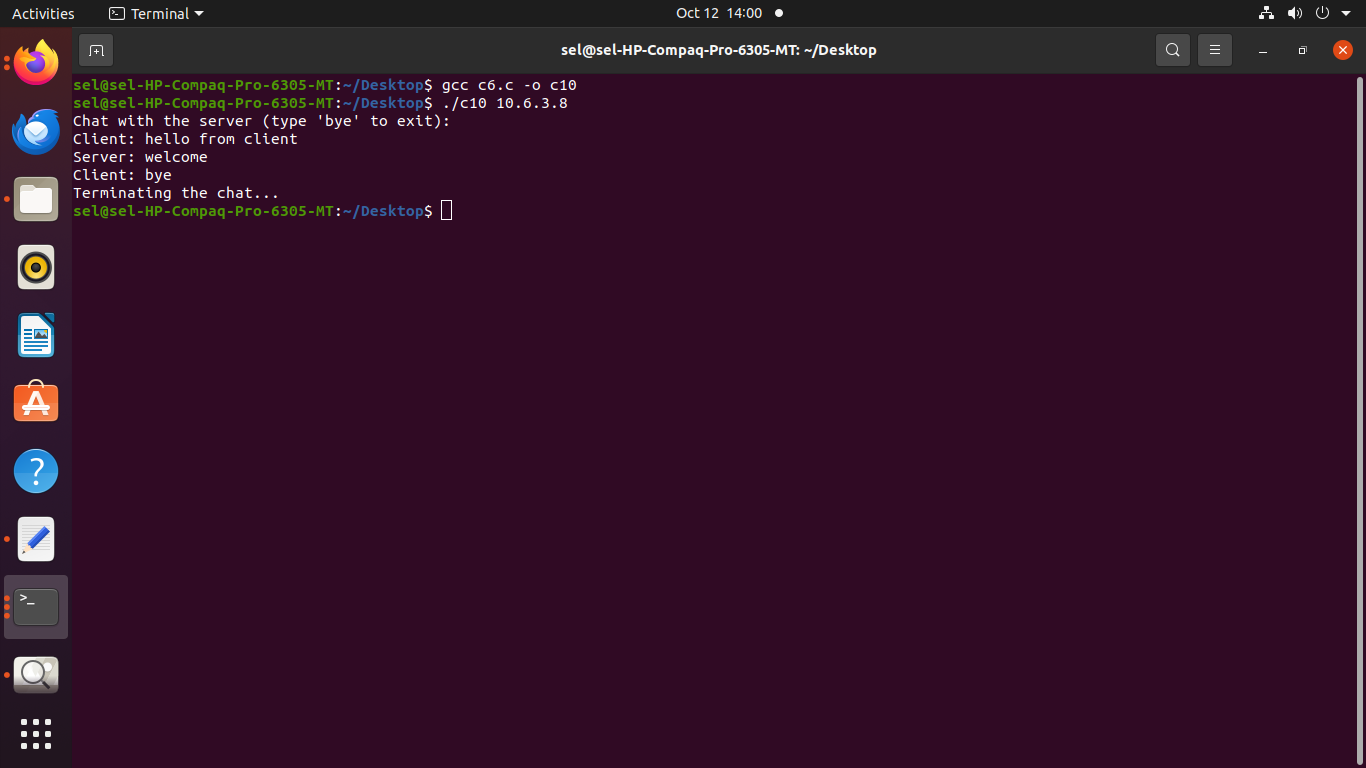 Activities
Terminal
Oct 12 14:00
sel@sel-HP-Compaq-Pro-6305-MT: ~/Desktop
sel@sel-HP-Compaq-Pro-6305-MT:~/Desktop$ gcc c6.c -o c10
sel@sel-HP-Compaq-Pro-6305-MT:~/Desktop$ ./c10 10.6.3.8
Chat with the server (type 'bye' to exit):
Client: hello from client
Server: welcome
Client: bye
Terminating the chat...
sel@sel-HP-Compaq-Pro-6305-MT:~/Desktop$